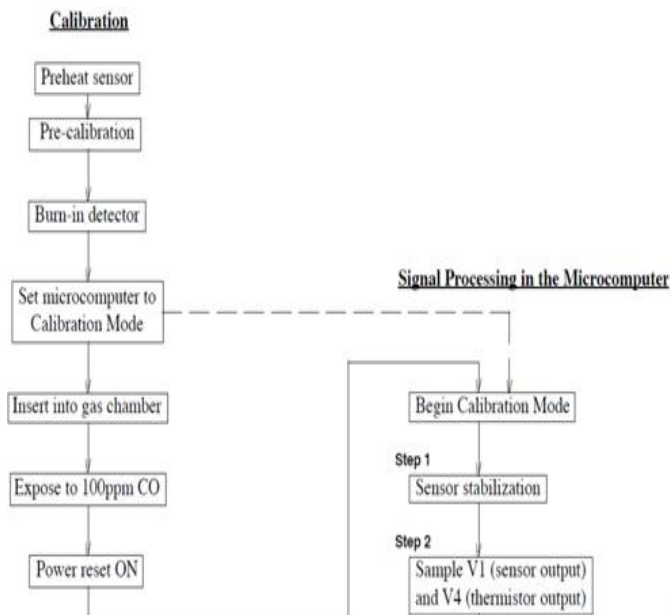 Calibration
Preheat sensor
Pre-calibration
Burn-in detector
Set microcomputer to
Calibration Mode
Insert into gas chamber
Expose to 100ppm CO
Power reset ON
Signal Processing in the Microcomputer
Begin Calibration Mode
Step 1
Sensor stabilization
Step 2
Sample V1 (sensor output)
and V4 (thermistor output)